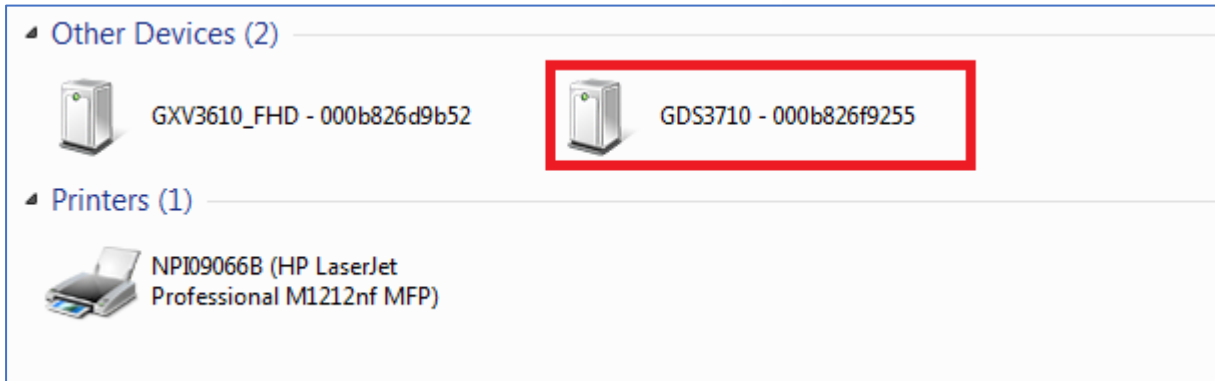 Other Devices (2)
GXV3610_FHD - 000b826d9b52
GDS3710 - 000b826f9255
Printers (1)
NPI09066B (HP LaserJet
Professional M1212nf MFP)